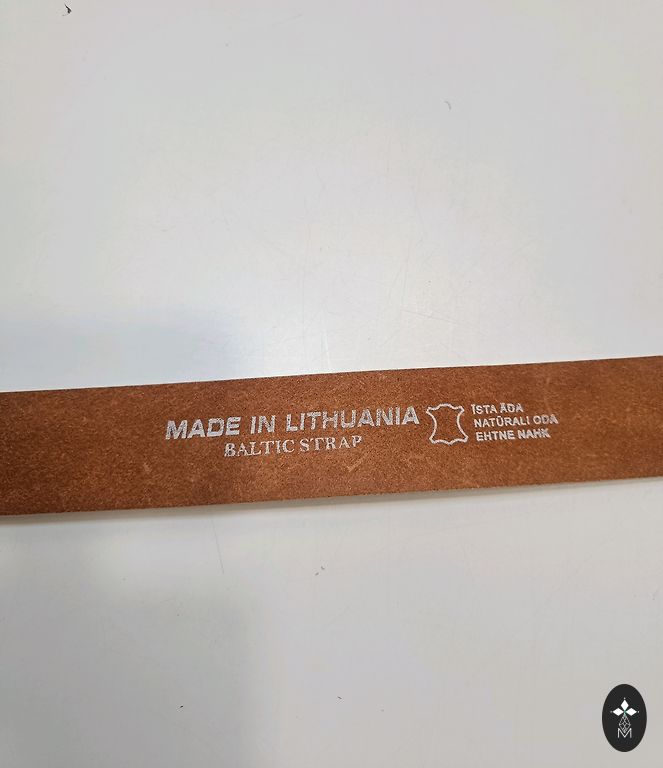 MADE IN LITHUANIA
BALTIC STRAP
ĪSTA ĀDA
NATŪRALI ODA
EHTNE NAHK
M